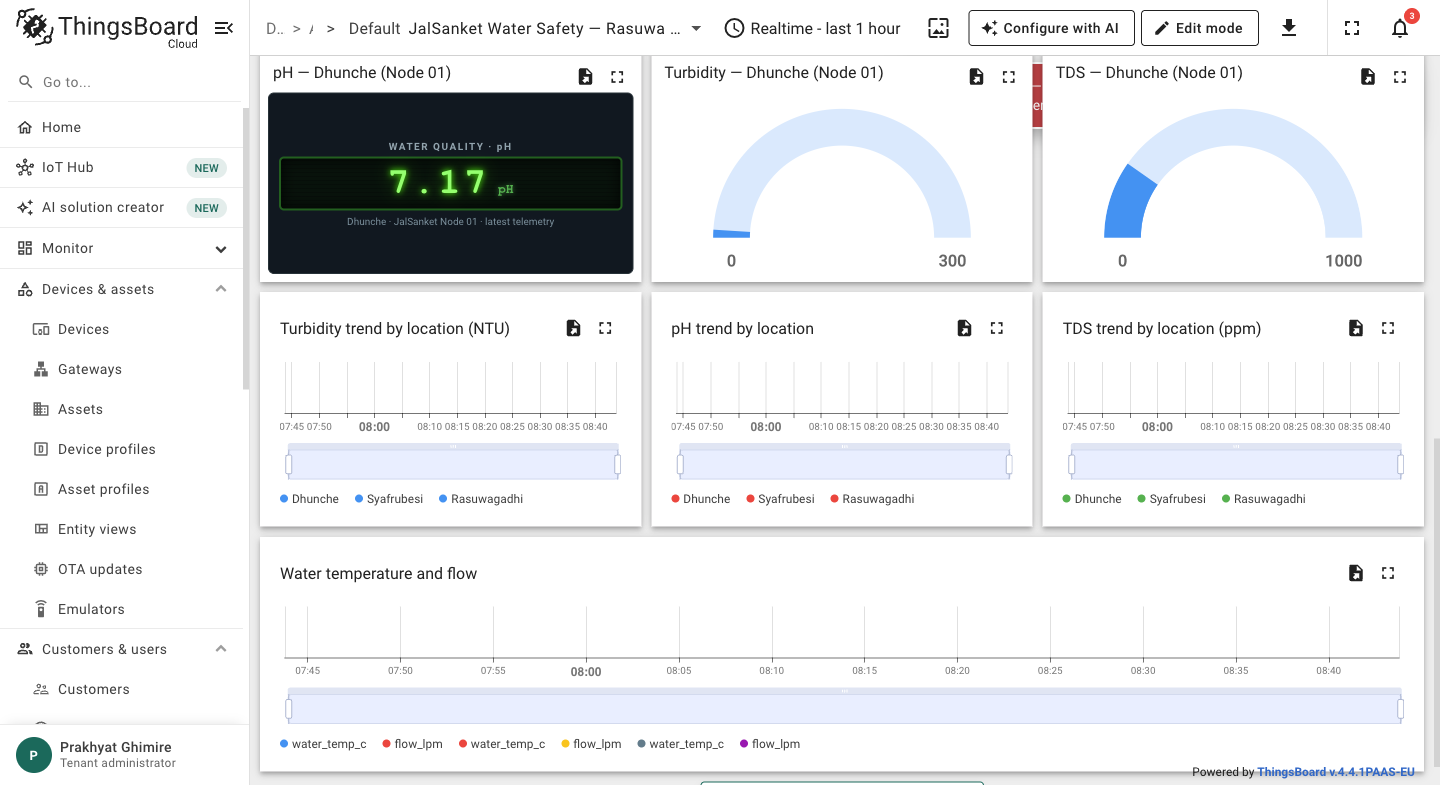 ThingsBoard
Cloud
D.. > > Default JalSanket Water Safety — Rasuwa ...
Realtime - last 1 hour
Configure with AI
Edit mode
3
Go to...
Home
IoT Hub NEW
AI solution creator NEW
Monitor
Devices & assets
Devices
Gateways
Assets
Device profiles
Asset profiles
Entity views
OTA updates
Emulators
Customers & users
Customers
P
Prakhyat Ghimire
Tenant administrator
pH — Dhunche (Node 01)
WATER QUALITY · pH
7.17 pH
Dhunche · JalSanket Node 01 · latest telemetry
Turbidity — Dhunche (Node 01)
0 300
TDS — Dhunche (Node 01)
0 1000
Turbidity trend by location (NTU)
07:45 07:50 08:00 08:10 08:15 08:20 08:25 08:30 08:35 08:40
Dhunche Syafrubesi Rasuwagadhi
pH trend by location
07:45 07:50 08:00 08:10 08:15 08:20 08:25 08:30 08:35 08:40
Dhunche Syafrubesi Rasuwagadhi
TDS trend by location (ppm)
07:45 07:50 08:00 08:10 08:15 08:20 08:25 08:30 08:35 08:40
Dhunche Syafrubesi Rasuwagadhi
Water temperature and flow
07:45 07:50 07:55 08:00 08:05 08:10 08:15 08:20 08:25 08:30 08:35 08:40
water_temp_c flow_lpm water_temp_c flow_lpm water_temp_c flow_lpm
Powered by ThingsBoard v.4.4.1PAAS-EU